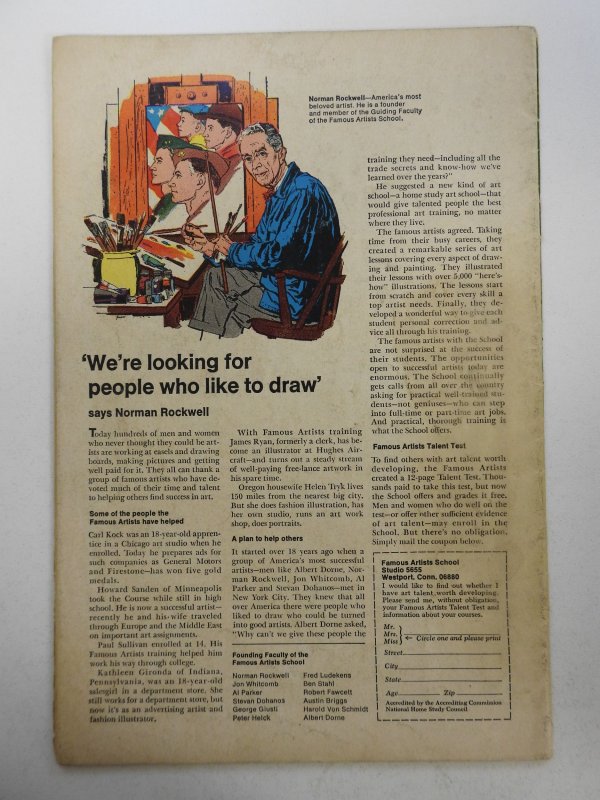 Norman Rockwell—America's most
beloved artist. He is a founder
and member of the Guiding Faculty
of the Famous Artists School.
'We're looking for
people who like to draw'
says Norman Rockwell
Today hundreds of men and women
who never thought they could be art-
ists are working at easels and drawing
boards, making pictures and getting
well paid for it. They all can thank a
group of famous artists who have de-
voted much of their time and talent
to helping others find success in art.
Some of the people the
Famous Artists have helped
Carl Kock was an 18-year-old appren-
tice in a Chicago art studio when he
enrolled. Today he prepares ads for
such companies as General Motors
and Firestone—has won five gold
medals.
Howard Sanden of Minneapolis
took the Course while still in high
school. He is now a successful artist—
recently he and his wife traveled
through Europe and the Middle East
on important art assignments.
Paul Sullivan enrolled at 14. His
Famous Artists training helped him
work his way through college.
Kathleen Gironda of Indiana,
Pennsylvania, was an 18-year-old
salesgirl in a department store. She
still works for a department store, but
now it's as an advertising artist and
fashion illustrator.
With Famous Artists training
James Ryan, formerly a clerk, has be-
come an illustrator at Hughes Air-
craft—and turns out a steady stream
of well-paying free-lance artwork in
his spare time.
Oregon housewife Helen Tryk lives
150 miles from the nearest big city.
But she does fashion illustration, has
her own studio, runs an art work
shop, does portraits.
A plan to help others
It started over 18 years ago when a
group of America's most successful
artists—men like Albert Dorne, Nor-
man Rockwell, Jon Whitcomb, Al
Parker and Stevan Dohanos—met in
New York City. They knew that all
over America there were people who
liked to draw who could be turned
into good artists. Albert Dorne asked,
"Why can't we give these people the
Founding Faculty of the
Famous Artists School
Norman Rockwell
Jon Whitcomb
Al Parker
Stevan Dohanos
George Giusti
Peter Helck
Fred Ludekens
Ben Stahl
Robert Fawcett
Austin Briggs
Harold Von Schmidt
Albert Dorne
training they need—including all the
trade secrets and know-how we've
learned over the years?"
He suggested a new kind of art
school—a home study art school—that
would give talented people the best
professional art training, no matter
where they live.
The famous artists agreed. Taking
time from their busy careers, they
created a remarkable series of art
lessons covering every aspect of draw-
ing and painting. They illustrated
their lessons with over 5,000 "here's-
how" illustrations. The lessons start
from scratch and cover every skill a
top artist needs. Finally, they de-
veloped a wonderful way to give each
student personal correction and ad-
vice all through his training.
The famous artists with the School
are not surprised at the success of
their students. The opportunities
open to successful artists today are
enormous. The School continually
gets calls from all over the country
asking for practical well-trained stu-
dents—not geniuses—who can step
into full-time or part-time art jobs.
And practical, thorough training is
what the School offers.
Famous Artists Talent Test
To find others with art talent worth
developing, the Famous Artists
created a 12-page Talent Test. Thou-
sands paid to take this test, but now
the School offers and grades it free.
Men and women who do well on the
test—or offer other sufficient evidence
of art talent—may enroll in the
School. But there's no obligation.
Simply mail the coupon below.
Famous Artists School
Studio 5655
Westport, Conn. 06880
I would like to find out whether I
have art talent worth developing.
Please send me, without obligation,
your Famous Artists Talent Test and
information about your courses.
Mr.
Mrs. ← Circle one and please print
Miss
Street
City
State
Age Zip
Accredited by the Accrediting Commission
National Home Study Council